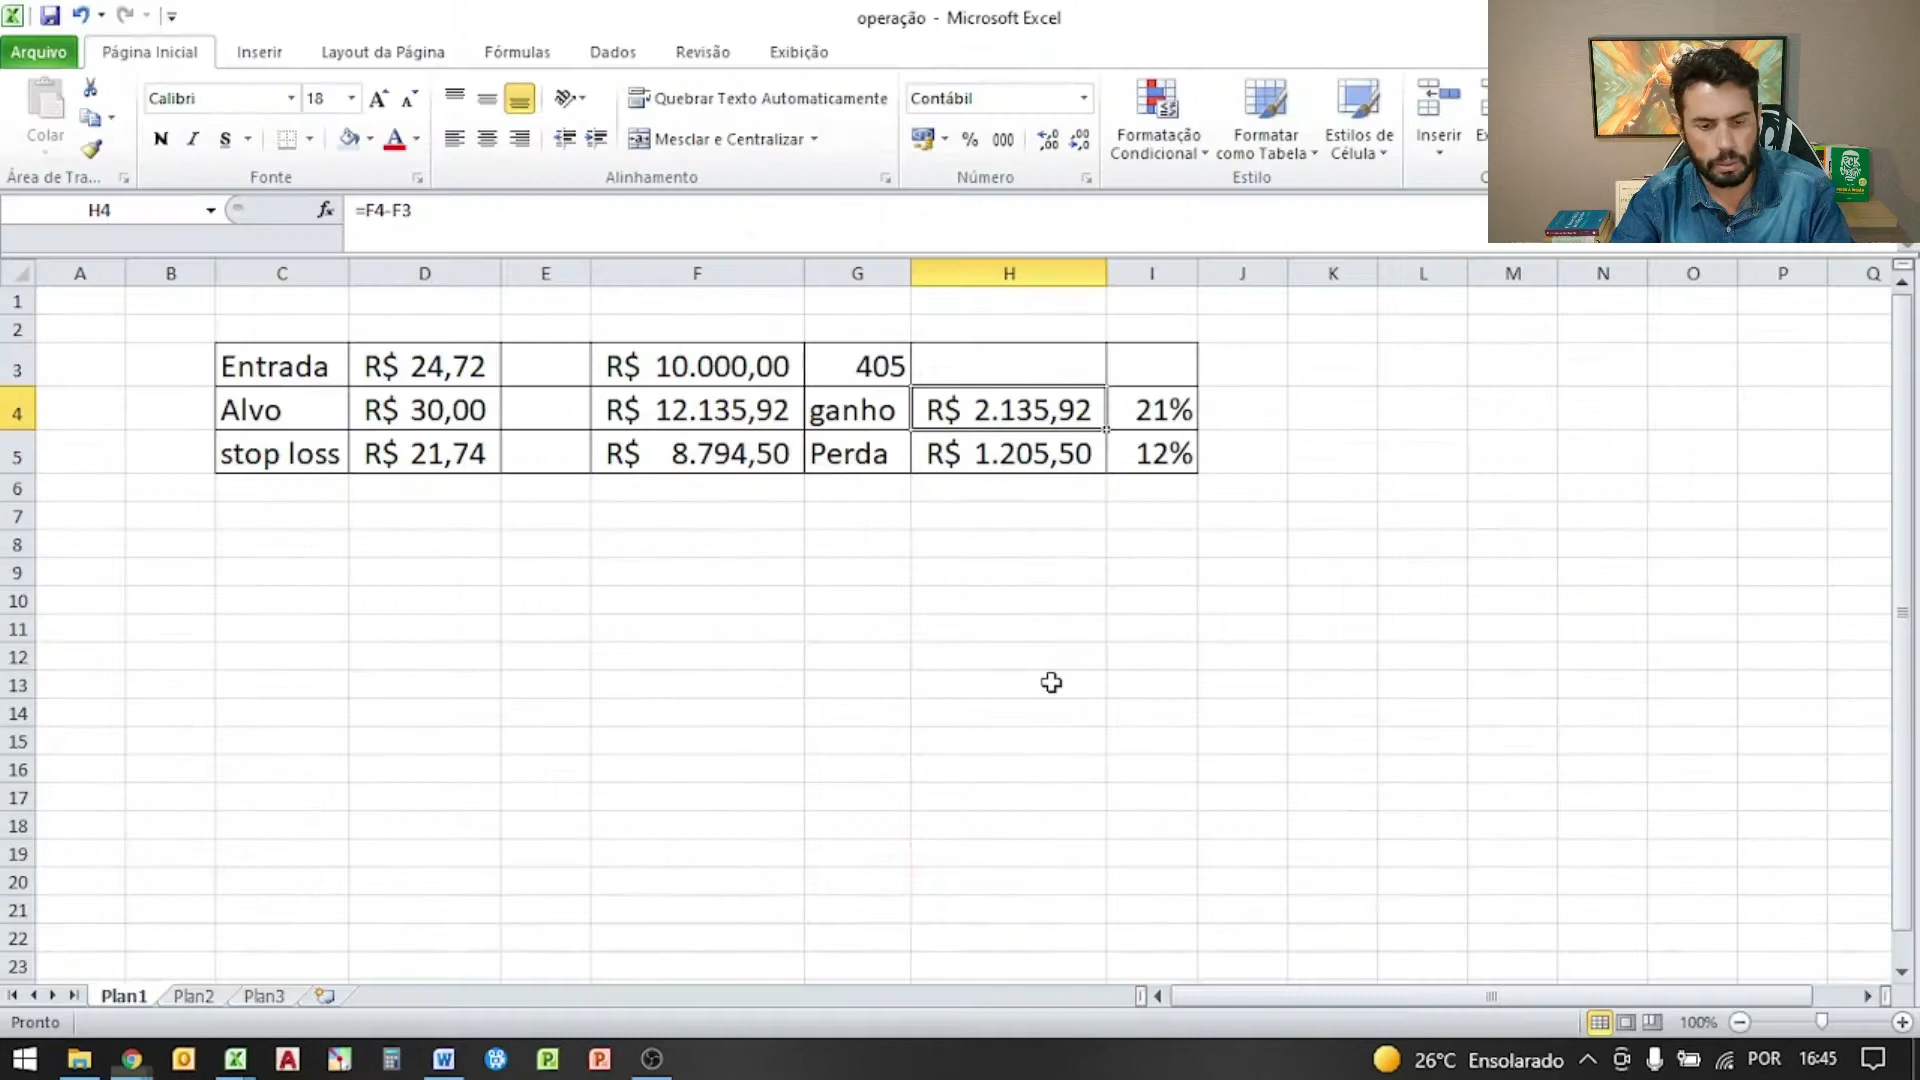 operação - Microsoft Excel
Arquivo Página Inicial Inserir Layout da Página Fórmulas Dados Revisão Exibição
Calibri 18 Quebrar Texto Automaticamente Contábil
Colar N I S A Mesclar e Centralizar % 000 Formatação Condicional Formatar como Tabela Estilos de Célula Inserir
Área de Tra... Fonte Alinhamento Número Estilo
H4 fx =F4-F3
A B C D E F G H I J K L M N O P Q
1
2
3 Entrada R$ 24,72 R$ 10.000,00 405
4 Alvo R$ 30,00 R$ 12.135,92 ganho R$ 2.135,92 21%
5 stop loss R$ 21,74 R$ 8.794,50 Perda R$ 1.205,50 12%
6
7
8
9
10
11
12
13
14
15
16
17
18
19
20
21
22
23
Plan1 Plan2 Plan3
Pronto 100%
26°C Ensolarado POR 16:45